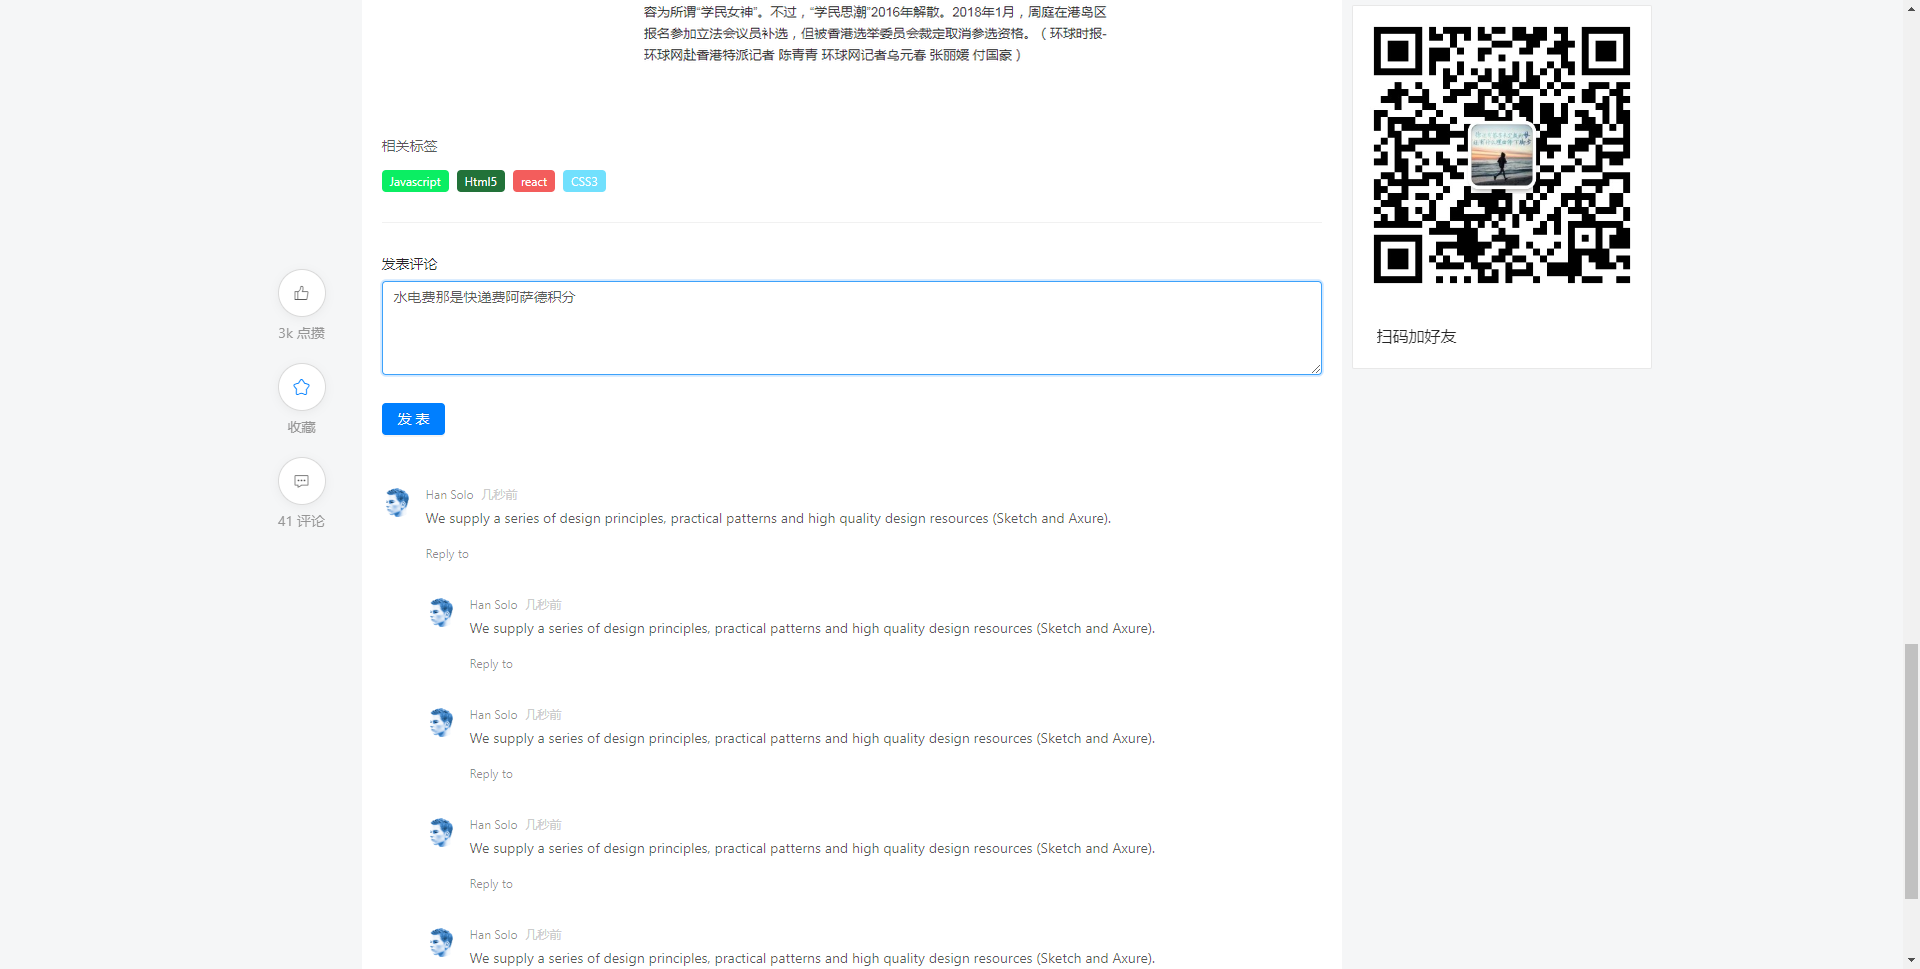 容为所谓“学民女神”。不过，“学民思潮”2016年解散。2018年1月，周庭在港岛区
报名参加立法会议员补选，但被香港选举委员会裁定取消参选资格。（环球时报-
环球网赴香港特派记者 陈青青 环球网记者乌元春 张丽媛 付国豪）
相关标签
Javascript Html5 react CSS3
发表评论
水电费那是快递费阿萨德积分
发 表
3k 点攒
收藏
41 评论
Han Solo 几秒前
We supply a series of design principles, practical patterns and high quality design resources (Sketch and Axure).
Reply to
Han Solo 几秒前
We supply a series of design principles, practical patterns and high quality design resources (Sketch and Axure).
Reply to
Han Solo 几秒前
We supply a series of design principles, practical patterns and high quality design resources (Sketch and Axure).
Reply to
Han Solo 几秒前
We supply a series of design principles, practical patterns and high quality design resources (Sketch and Axure).
Reply to
Han Solo 几秒前
We supply a series of design principles, practical patterns and high quality design resources (Sketch and Axure).
扫码加好友